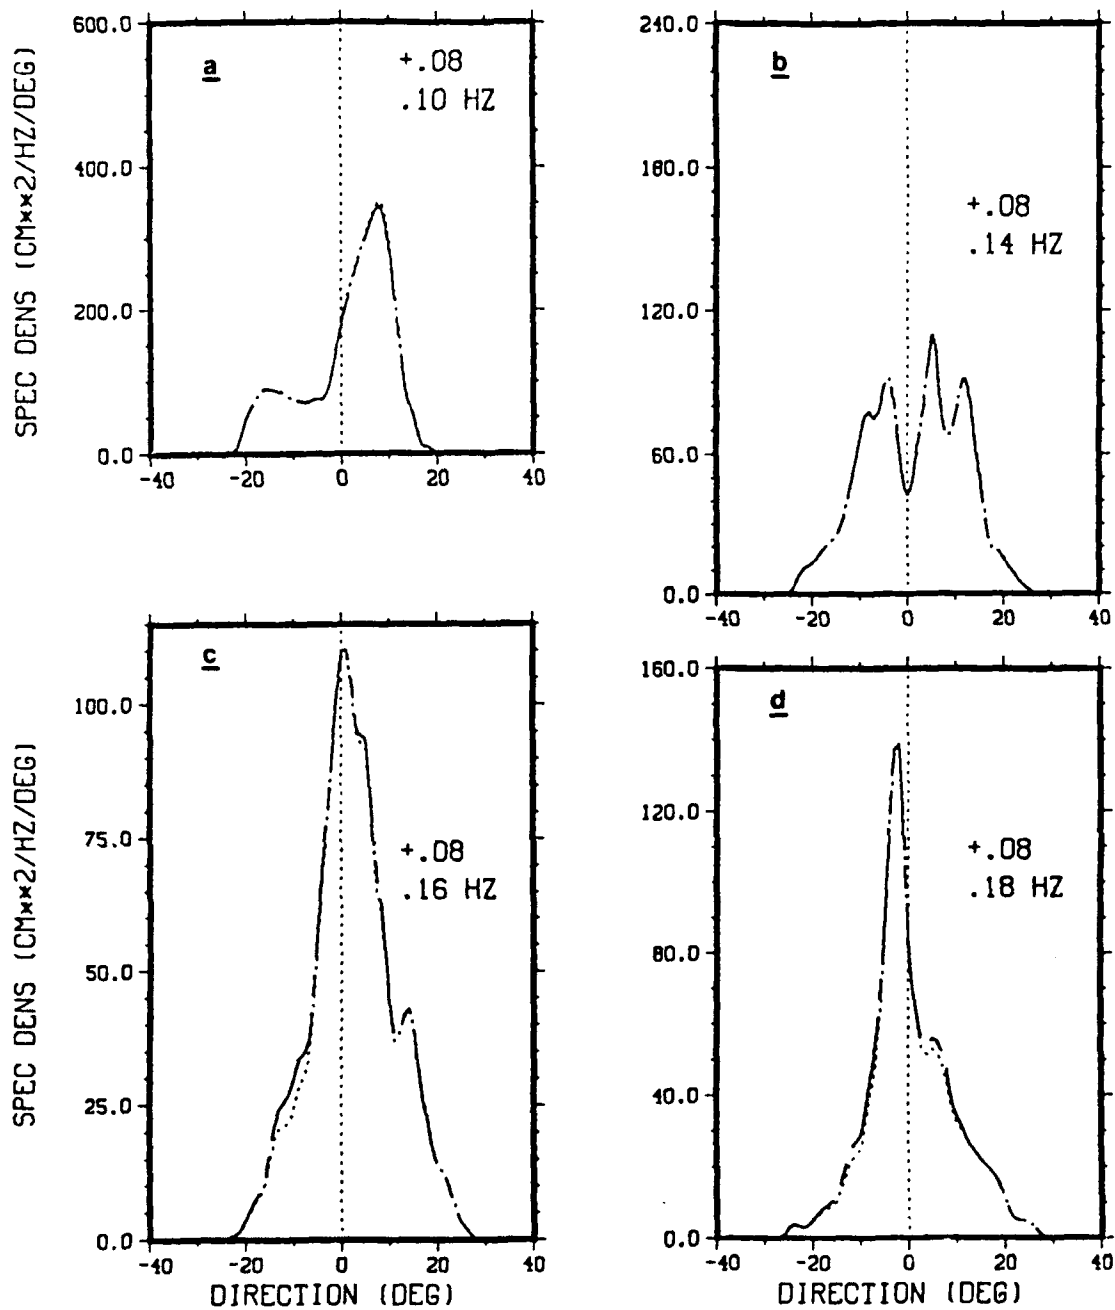 SPEC DENS (CM**2/HZ/DEG)
600.0
400.0
200.0
0.0
a
+.08
.10 HZ
-40 -20 0 20 40
240.0
180.0
120.0
60.0
0.0
b
+.08
.14 HZ
-40 -20 0 20 40
SPEC DENS (CM**2/HZ/DEG)
100.0
75.0
50.0
25.0
0.0
c
+.08
.16 HZ
-40 -20 0 20 40
DIRECTION (DEG)
160.0
120.0
80.0
40.0
0.0
d
+.08
.18 HZ
-40 -20 0 20 40
DIRECTION (DEG)